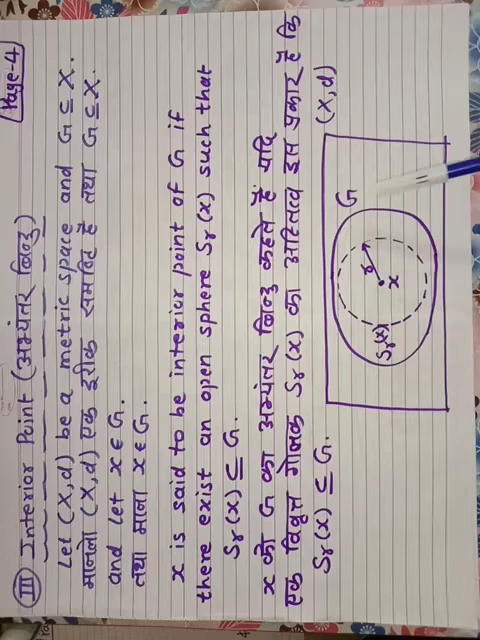 Page-4
III Interior Point (अभ्यंतर बिन्दु)
Let (X,d) be a metric space and G ⊆ X.
मानलो (X,d) एक दूरीक समष्टि है तथा G ⊆ X.
and let x ∈ G.
तथा माना x ∈ G.
x is said to be interior point of G if
there exist an open sphere Sr(x) such that
Sr(x) ⊆ G.
x को G का अभ्यंतर बिन्दु कहते हैं यदि
एक विवृत्त गोलक Sr(x) का अस्तित्व इस प्रकार है कि
Sr(x) ⊆ G.
(X,d)
G
r
x
Sr(x)